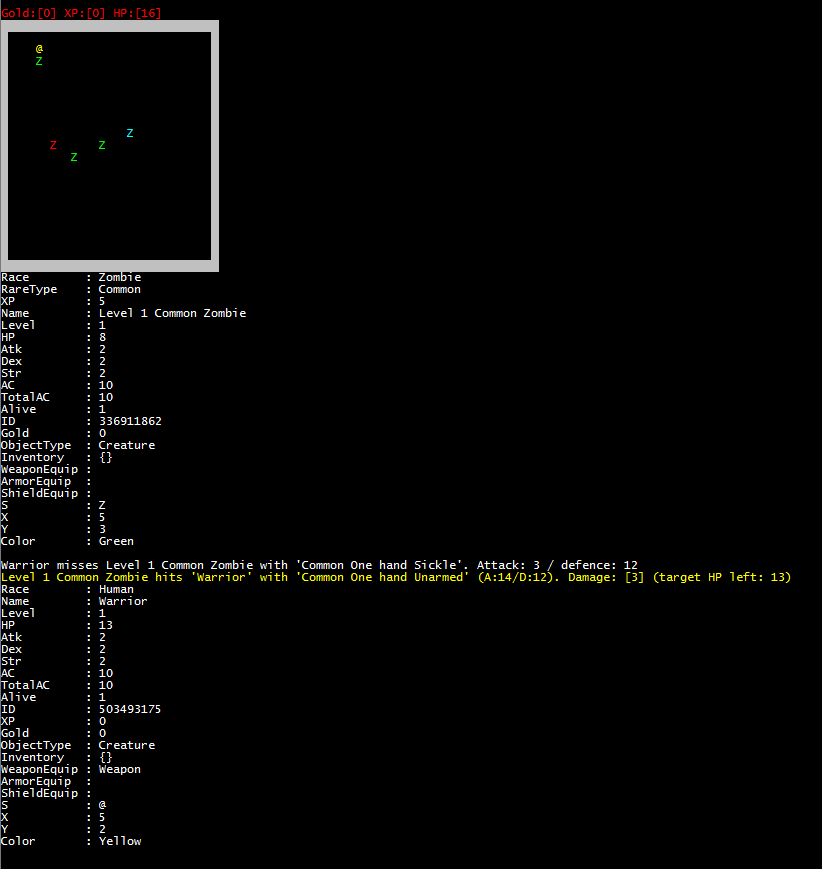 Gold:[0] XP:[0] HP:[16]
@
Z
Z
Z Z
Z
Race : Zombie
RareType : Common
XP : 5
Name : Level 1 Common Zombie
Level : 1
HP : 8
Atk : 2
Dex : 2
Str : 2
AC : 10
TotalAC : 10
Alive : 1
ID : 336911862
Gold : 0
ObjectType : Creature
Inventory : {}
WeaponEquip :
ArmorEquip :
ShieldEquip :
S : Z
X : 5
Y : 3
Color : Green
Warrior misses Level 1 Common Zombie with 'Common One hand Sickle'. Attack: 3 / defence: 12
Level 1 Common Zombie hits 'Warrior' with 'Common One hand Unarmed' (A:14/D:12). Damage: [3] (target HP left: 13)
Race : Human
Name : Warrior
Level : 1
HP : 13
Atk : 2
Dex : 2
Str : 2
AC : 10
TotalAC : 10
Alive : 1
ID : 503493175
XP : 0
Gold : 0
ObjectType : Creature
Inventory : {}
WeaponEquip : Weapon
ArmorEquip :
ShieldEquip :
S : @
X : 5
Y : 2
Color : Yellow